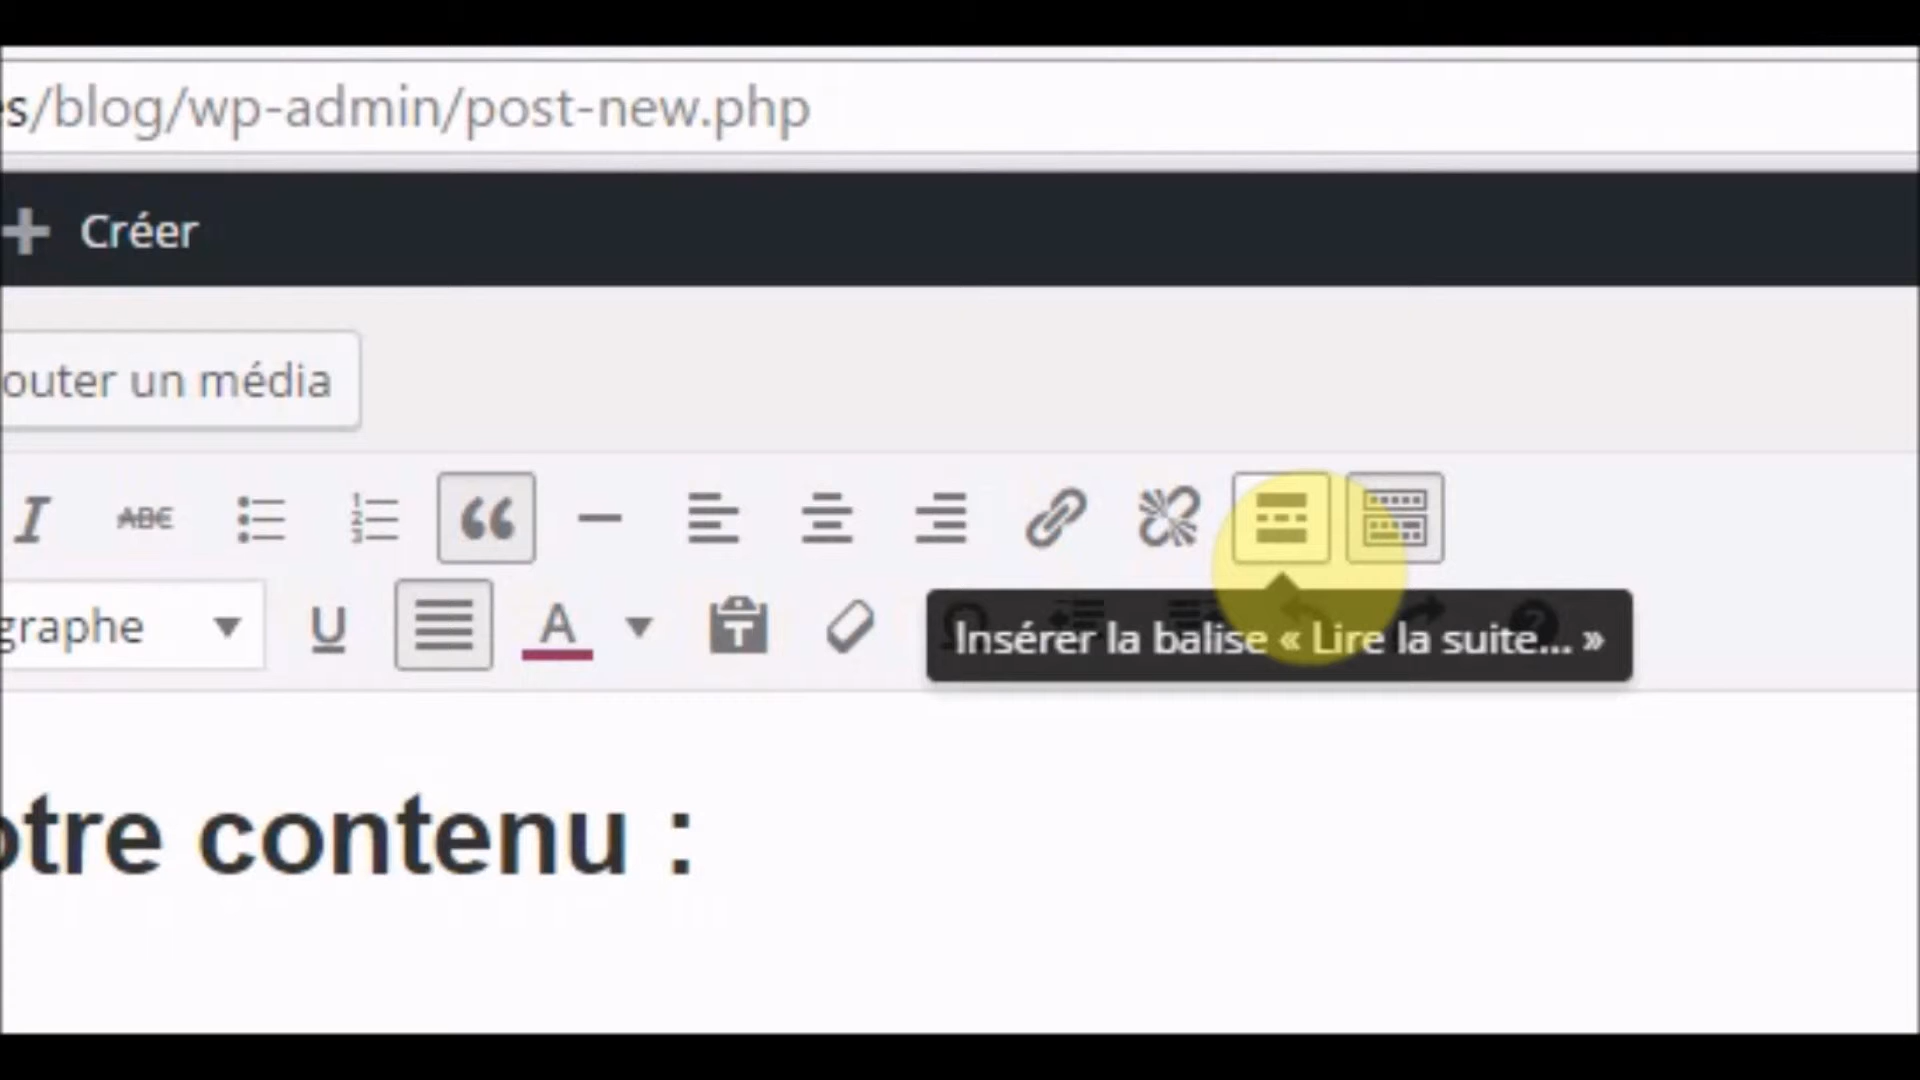 s/blog/wp-admin/post-new.php
Créer
outer un média
I ABC
graphe U A
Insérer la balise « Lire la suite... »
otre contenu :